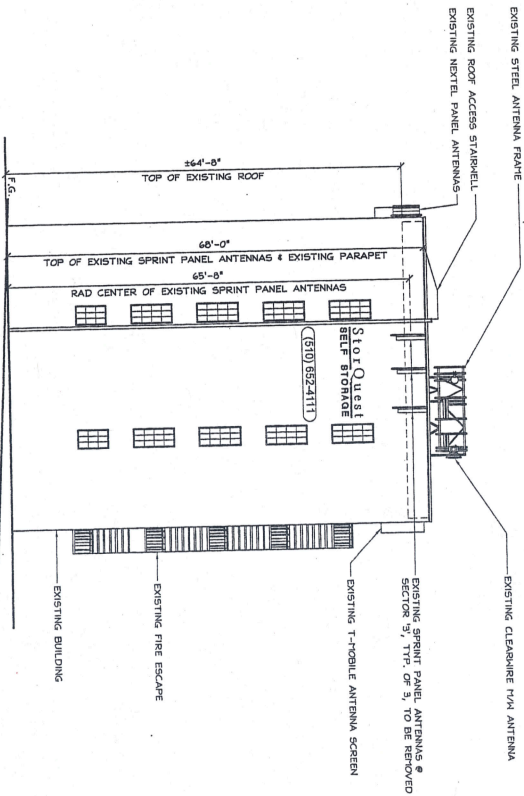 EXISTING STEEL ANTENNA FRAME
EXISTING ROOF ACCESS STAIRWELL
EXISTING NEXTEL PANEL ANTENNAS
±64'-8"
TOP OF EXISTING ROOF
68'-0"
TOP OF EXISTING SPRINT PANEL ANTENNAS & EXISTING PARAPET
65'-8"
RAD CENTER OF EXISTING SPRINT PANEL ANTENNAS
F.G.
StorQuest
SELF STORAGE
(510) 652-4111
EXISTING CLEARWIRE M/W ANTENNA
EXISTING SPRINT PANEL ANTENNAS @
SECTOR '3', TYP. OF 3, TO BE REMOVED
EXISTING T-MOBILE ANTENNA SCREEN
EXISTING FIRE ESCAPE
EXISTING BUILDING